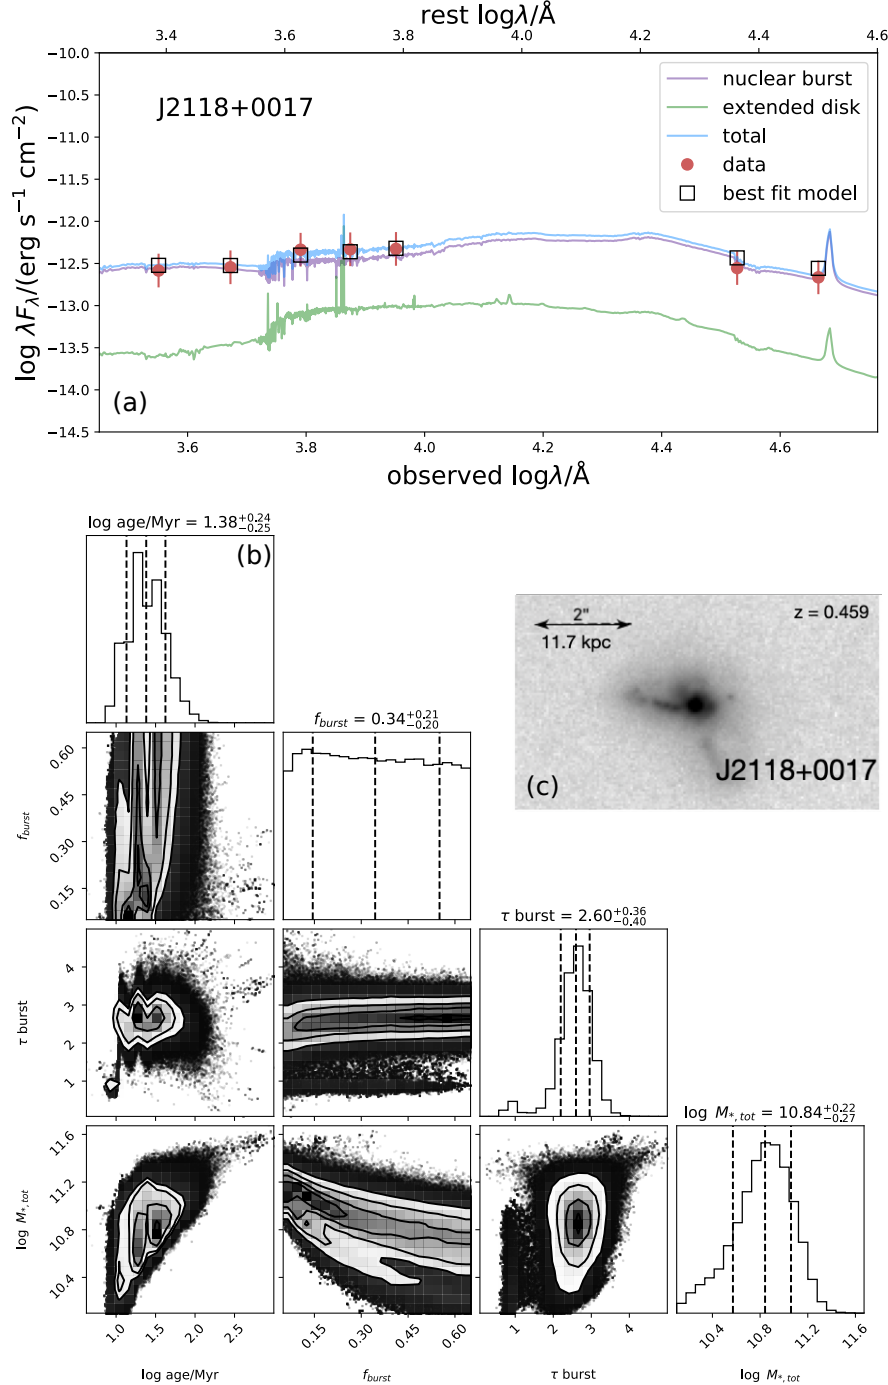 rest logλ/Å
3.4 3.6 3.8 4.0 4.2 4.4 4.6
−10.0
−10.5
−11.0
−11.5
−12.0
−12.5
−13.0
−13.5
−14.0
−14.5
log λF_λ/(erg s⁻¹ cm⁻²)
J2118+0017
nuclear burst
extended disk
total
data
best fit model
(a)
3.6 3.8 4.0 4.2 4.4 4.6
observed logλ/Å
log age/Myr = 1.38^{+0.24}_{−0.25}
(b)
2"
11.7 kpc
z = 0.459
J2118+0017
(c)
f_{burst} = 0.34^{+0.21}_{−0.20}
0.60
0.45
0.30
0.15
f_{burst}
τ burst = 2.60^{+0.36}_{−0.40}
4
3
2
1
τ burst
log M_{*,tot} = 10.84^{+0.22}_{−0.27}
11.6
11.2
10.8
10.4
log M_{*,tot}
1.0 1.5 2.0 2.5
log age/Myr
0.15 0.30 0.45 0.60
f_{burst}
1 2 3 4
τ burst
10.4 10.8 11.2 11.6
log M_{*,tot}